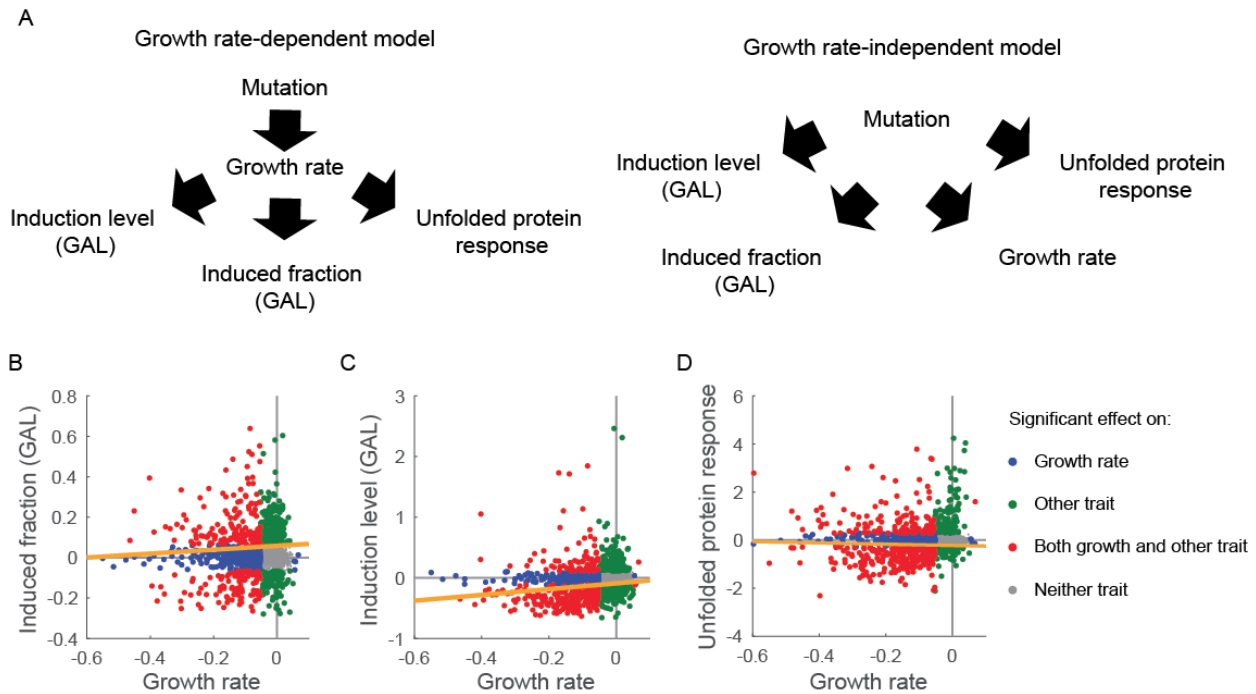 A
Growth rate-dependent model
Mutation
Growth rate
Induction level
(GAL)
Induced fraction
(GAL)
Unfolded protein
response
Growth rate-independent model
Mutation
Induction level
(GAL)
Unfolded protein
response
Induced fraction
(GAL)
Growth rate
B
Induced fraction (GAL)
0.8
0.6
0.4
0.2
0
-0.2
-0.4
-0.6
-0.4
-0.2
0
Growth rate
C
Induction level (GAL)
3
2
1
0
-1
-0.6
-0.4
-0.2
0
Growth rate
D
Unfolded protein response
6
4
2
0
-2
-4
-0.6
-0.4
-0.2
0
Growth rate
Significant effect on:
Growth rate
Other trait
Both growth and other trait
Neither trait